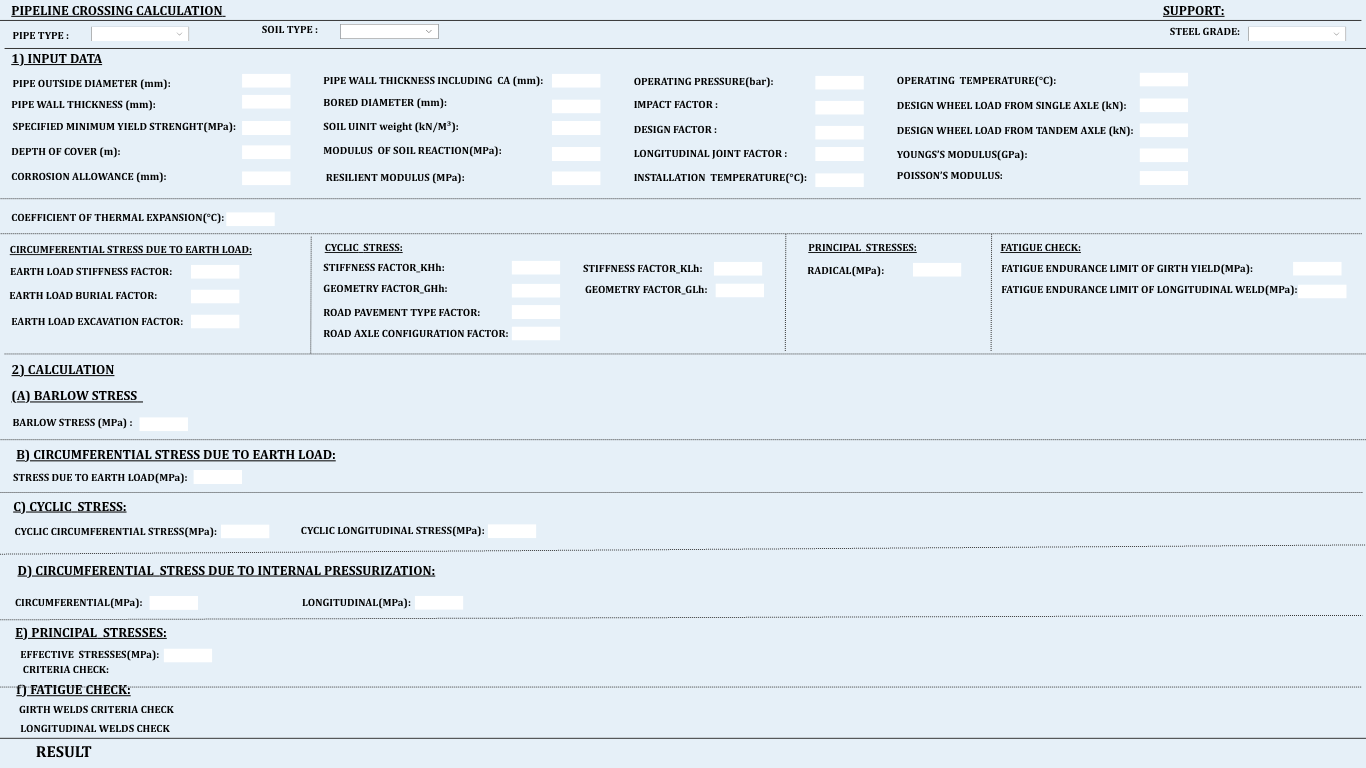 PIPELINE CROSSING CALCULATION
SUPPORT:
PIPE TYPE :
SOIL TYPE :
STEEL GRADE:
1) INPUT DATA
PIPE OUTSIDE DIAMETER (mm):
PIPE WALL THICKNESS INCLUDING CA (mm):
OPERATING PRESSURE(bar):
OPERATING TEMPERATURE(°C):
PIPE WALL THICKNESS (mm):
BORED DIAMETER (mm):
IMPACT FACTOR :
DESIGN WHEEL LOAD FROM SINGLE AXLE (kN):
SPECIFIED MINIMUM YIELD STRENGHT(MPa):
SOIL UINIT weight (kN/M³):
DESIGN FACTOR :
DESIGN WHEEL LOAD FROM TANDEM AXLE (kN):
DEPTH OF COVER (m):
MODULUS OF SOIL REACTION(MPa):
LONGITUDINAL JOINT FACTOR :
YOUNGS'S MODULUS(GPa):
CORROSION ALLOWANCE (mm):
RESILIENT MODULUS (MPa):
INSTALLATION TEMPERATURE(°C):
POISSON'S MODULUS:
COEFFICIENT OF THERMAL EXPANSION(°C):
CIRCUMFERENTIAL STRESS DUE TO EARTH LOAD:
EARTH LOAD STIFFNESS FACTOR:
EARTH LOAD BURIAL FACTOR:
EARTH LOAD EXCAVATION FACTOR:
CYCLIC STRESS:
STIFFNESS FACTOR_KHh:
STIFFNESS FACTOR_KLh:
GEOMETRY FACTOR_GHh:
GEOMETRY FACTOR_GLh:
ROAD PAVEMENT TYPE FACTOR:
ROAD AXLE CONFIGURATION FACTOR:
PRINCIPAL STRESSES:
RADICAL(MPa):
FATIGUE CHECK:
FATIGUE ENDURANCE LIMIT OF GIRTH YIELD(MPa):
FATIGUE ENDURANCE LIMIT OF LONGITUDINAL WELD(MPa):
2) CALCULATION
(A) BARLOW STRESS
BARLOW STRESS (MPa) :
B) CIRCUMFERENTIAL STRESS DUE TO EARTH LOAD:
STRESS DUE TO EARTH LOAD(MPa):
C) CYCLIC STRESS:
CYCLIC CIRCUMFERENTIAL STRESS(MPa):
CYCLIC LONGITUDINAL STRESS(MPa):
D) CIRCUMFERENTIAL STRESS DUE TO INTERNAL PRESSURIZATION:
CIRCUMFERENTIAL(MPa):
LONGITUDINAL(MPa):
E) PRINCIPAL STRESSES:
EFFECTIVE STRESSES(MPa):
CRITERIA CHECK:
f) FATIGUE CHECK:
GIRTH WELDS CRITERIA CHECK
LONGITUDINAL WELDS CHECK
RESULT